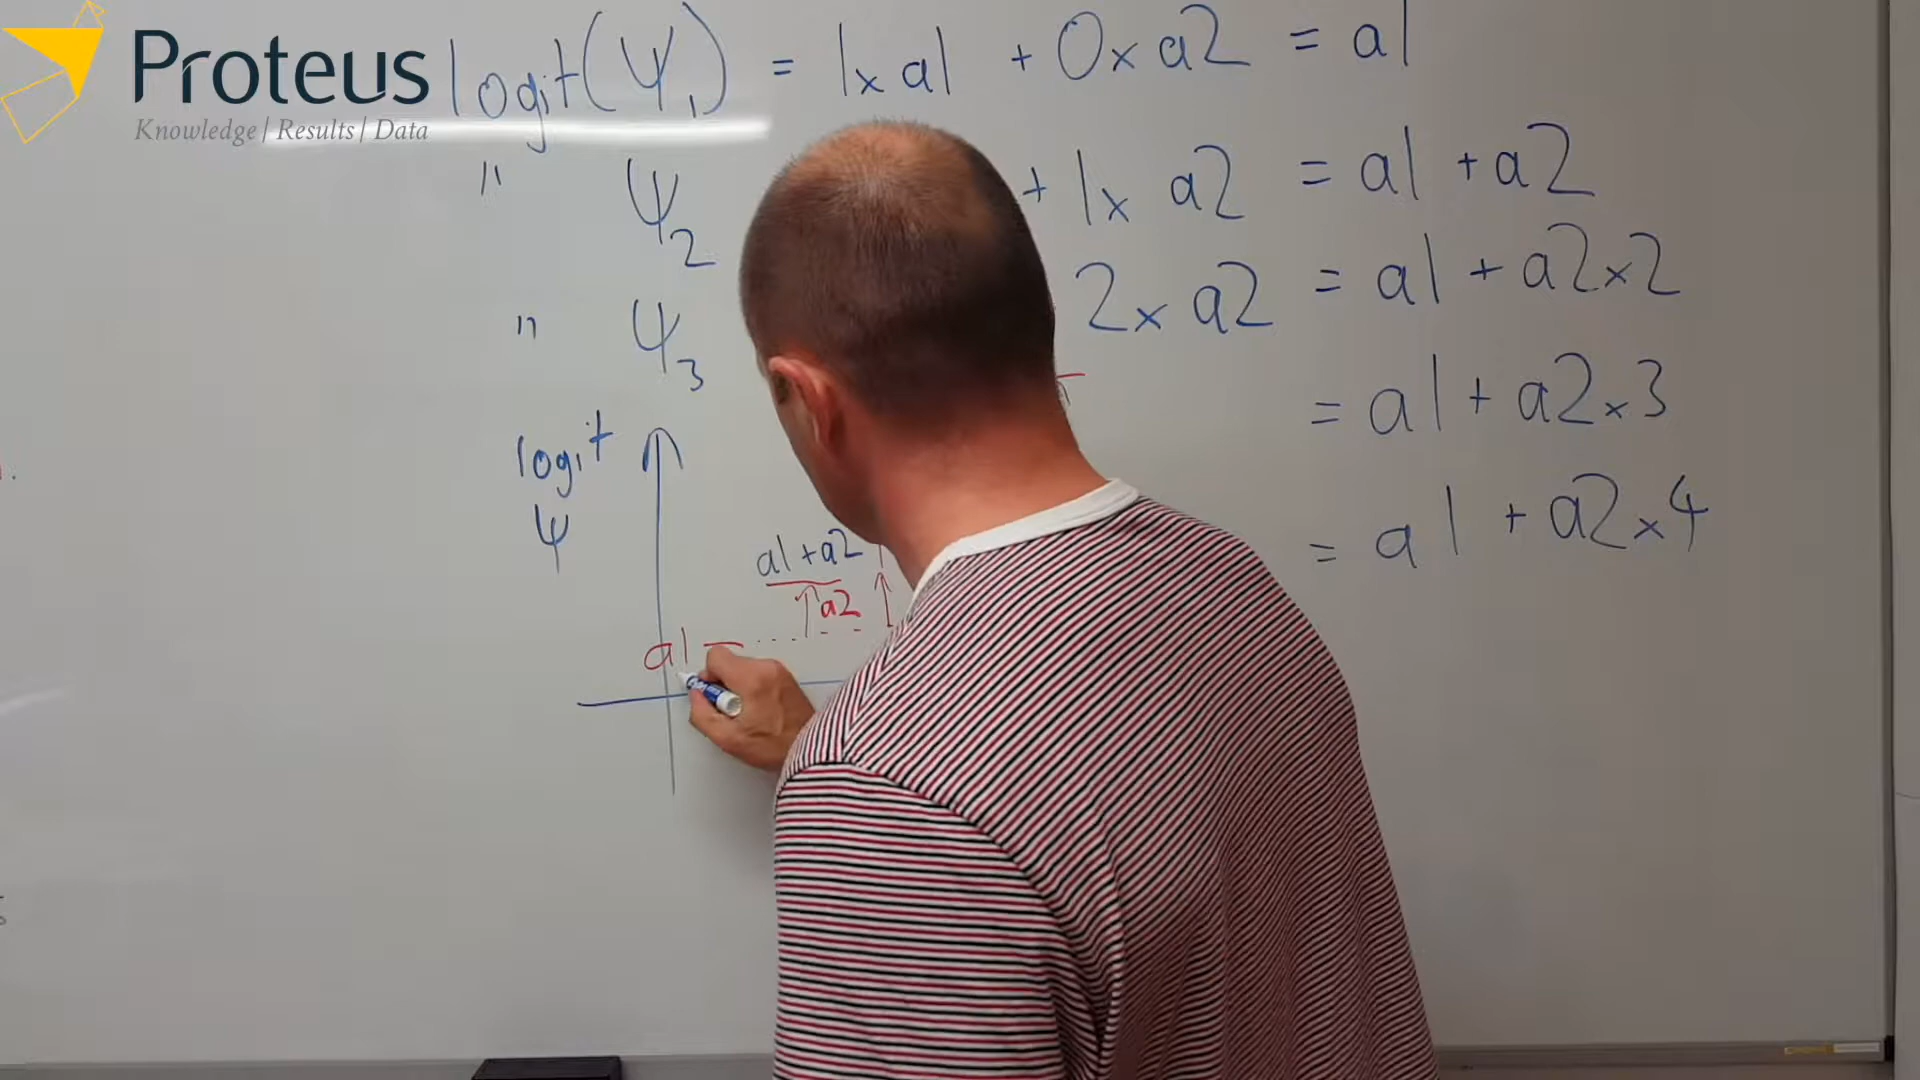 Proteus
Knowledge | Results | Data
logit(ψ1) = 1x a1 + 0x a2 = a1
" ψ2 + 1x a2 = a1 + a2
" ψ3 2x a2 = a1 + a2x2
= a1 + a2x3
= a1 + a2x4
logit
ψ
a1+a2
a2
a1